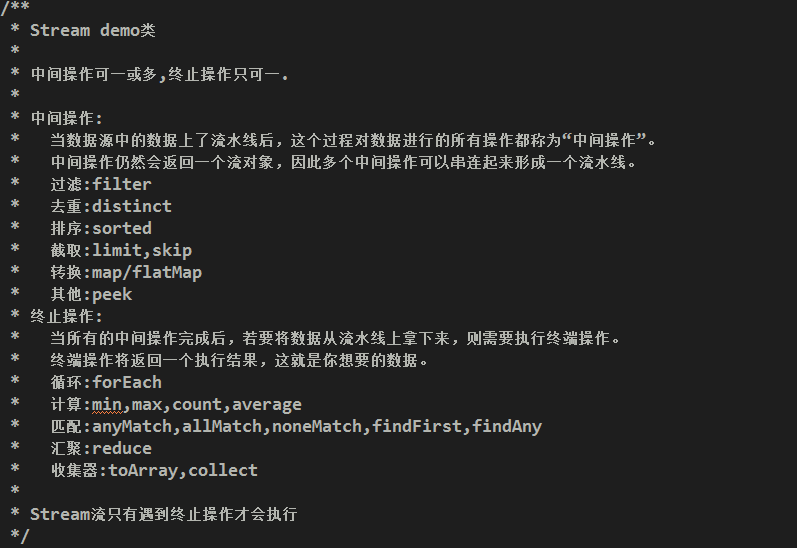 /**
 * Stream demo类
 *
 * 中间操作可一或多,终止操作只可一.
 *
 * 中间操作:
 *   当数据源中的数据上了流水线后，这个过程对数据进行的所有操作都称为“中间操作”。
 *   中间操作仍然会返回一个流对象，因此多个中间操作可以串连起来形成一个流水线。
 *   过滤:filter
 *   去重:distinct
 *   排序:sorted
 *   截取:limit,skip
 *   转换:map/flatMap
 *   其他:peek
 * 终止操作:
 *   当所有的中间操作完成后，若要将数据从流水线上拿下来，则需要执行终端操作。
 *   终端操作将返回一个执行结果，这就是你想要的数据。
 *   循环:forEach
 *   计算:min,max,count,average
 *   匹配:anyMatch,allMatch,noneMatch,findFirst,findAny
 *   汇聚:reduce
 *   收集器:toArray,collect
 *
 * Stream流只有遇到终止操作才会执行
 */